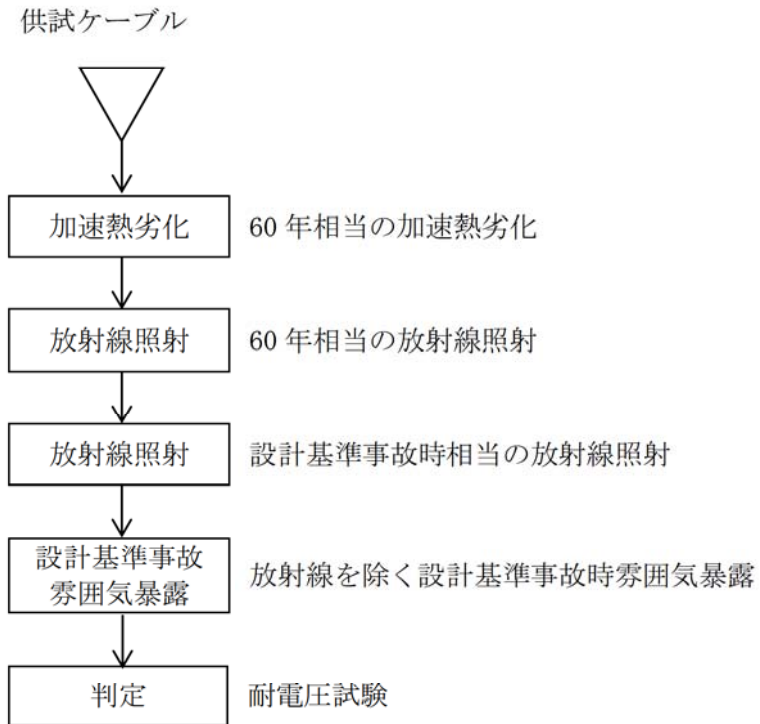 供試ケーブル
加速熱劣化
60 年相当の加速熱劣化
放射線照射
60 年相当の放射線照射
放射線照射
設計基準事故時相当の放射線照射
設計基準事故
雰囲気暴露
放射線を除く設計基準事故時雰囲気暴露
判定
耐電圧試験